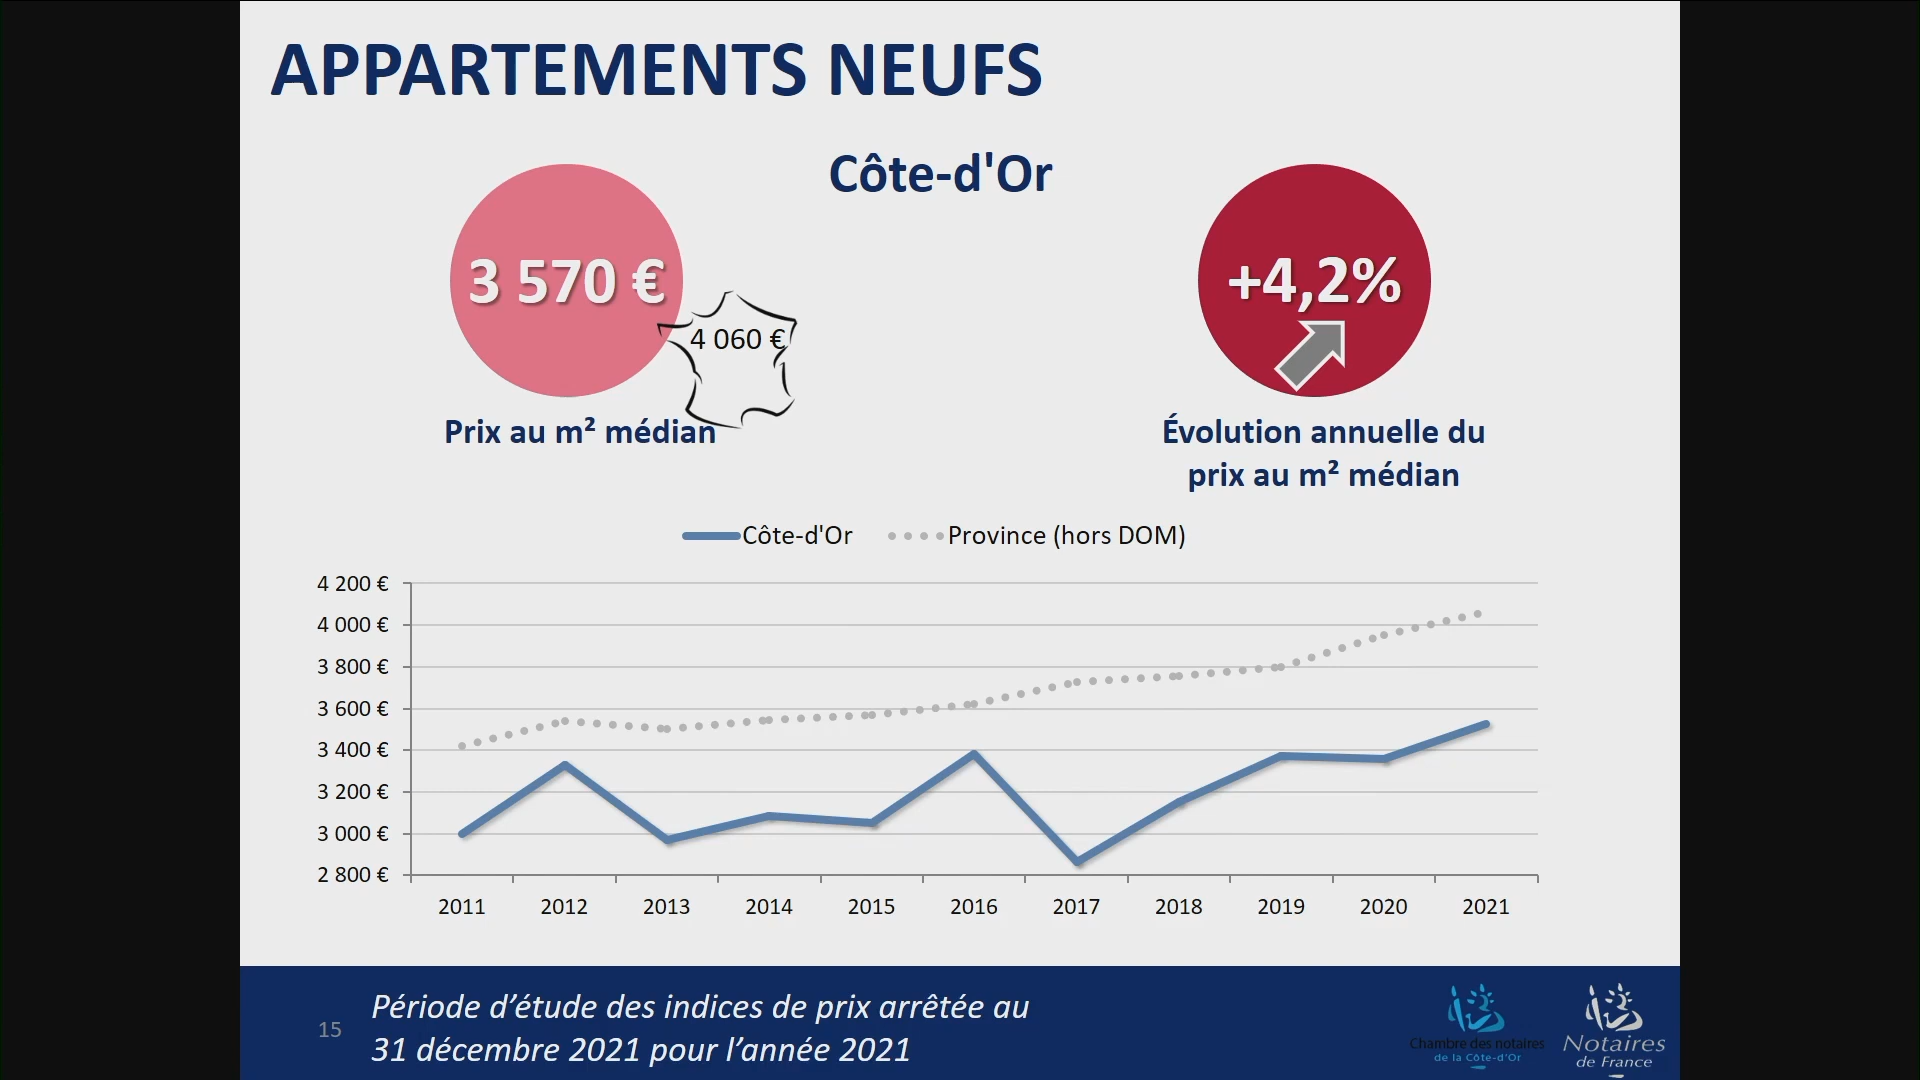 APPARTEMENTS NEUFS
Côte-d'Or
3 570 €
4 060 €
Prix au m² médian
+4,2%
Évolution annuelle du
prix au m² médian
Côte-d'Or
Province (hors DOM)
4 200 €
4 000 €
3 800 €
3 600 €
3 400 €
3 200 €
3 000 €
2 800 €
2011 2012 2013 2014 2015 2016 2017 2018 2019 2020 2021
15
Période d’étude des indices de prix arrêtée au
31 décembre 2021 pour l’année 2021
Chambre des notaires
de la Côte-d'Or
Notaires
de France